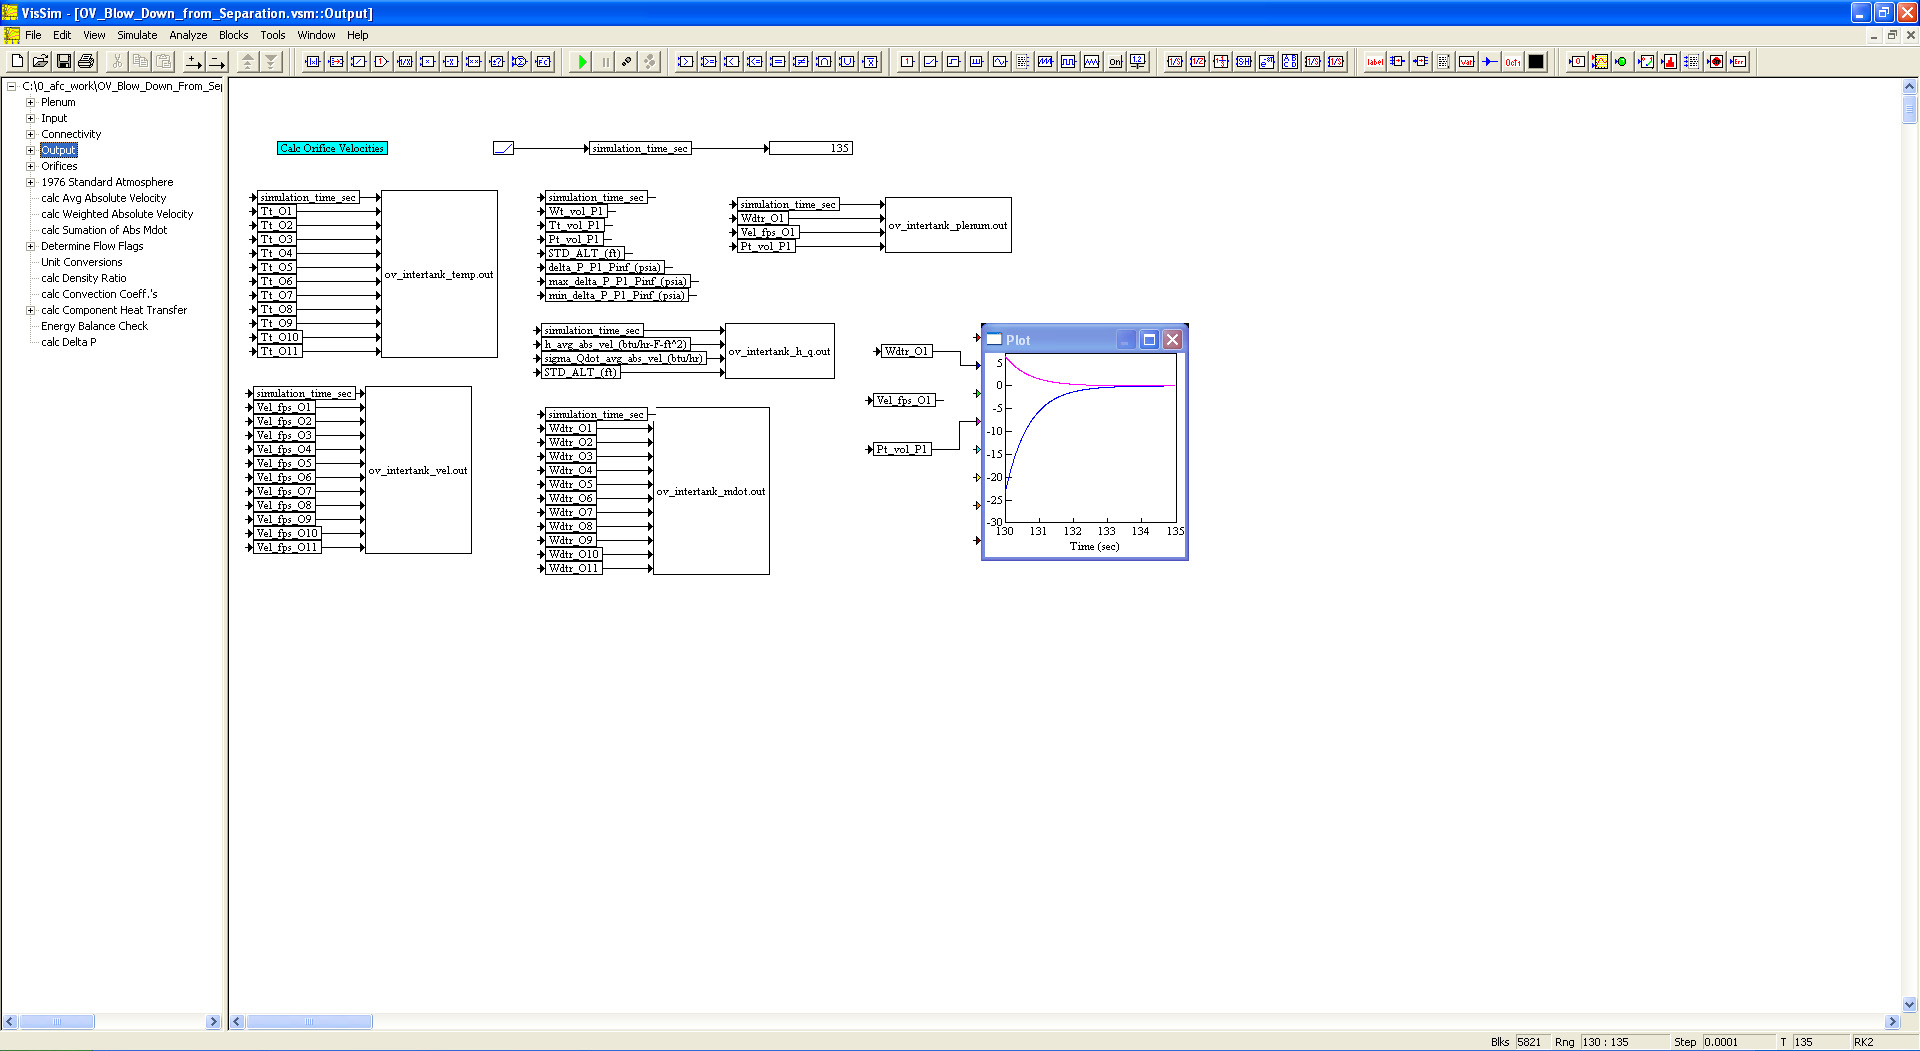 VisSim - [OV_Blow_Down_from_Separation.vsm::Output]
File Edit View Simulate Analyze Blocks Tools Window Help
C:\0_afc_work\OV_Blow_Down_From_Se
Plenum
Input
Connectivity
Output
Orifices
1976 Standard Atmosphere
calc Avg Absolute Velocity
calc Weighted Absolute Velocity
calc Sumation of Abs Mdot
Determine Flow Flags
Unit Conversions
calc Density Ratio
calc Convection Coeff.'s
calc Component Heat Transfer
Energy Balance Check
calc Delta P
Calc Orifice Velocities
simulation_time_sec
135
simulation_time_sec
Tt_O1
Tt_O2
Tt_O3
Tt_O4
Tt_O5
Tt_O6
Tt_O7
Tt_O8
Tt_O9
Tt_O10
Tt_O11
ov_intertank_temp.out
simulation_time_sec
Wt_vol_P1
Tt_vol_P1
Pt_vol_P1
STD_ALT_(ft)
delta_P_P1_Pinf_(psia)
max_delta_P_P1_Pinf_(psia)
min_delta_P_P1_Pinf_(psia)
simulation_time_sec
Wdtr_O1
Vel_fps_O1
Pt_vol_P1
ov_intertank_plenum.out
simulation_time_sec
h_avg_abs_vel_(btu/hr-F-ft^2)
sigma_Qdot_avg_abs_vel_(btu/hr)
STD_ALT_(ft)
ov_intertank_h_q.out
simulation_time_sec
Vel_fps_O1
Vel_fps_O2
Vel_fps_O3
Vel_fps_O4
Vel_fps_O5
Vel_fps_O6
Vel_fps_O7
Vel_fps_O8
Vel_fps_O9
Vel_fps_O10
Vel_fps_O11
ov_intertank_vel.out
simulation_time_sec
Wdtr_O1
Wdtr_O2
Wdtr_O3
Wdtr_O4
Wdtr_O5
Wdtr_O6
Wdtr_O7
Wdtr_O8
Wdtr_O9
Wdtr_O10
Wdtr_O11
ov_intertank_mdot.out
Wdtr_O1
Vel_fps_O1
Pt_vol_P1
Plot
5
0
-5
-10
-15
-20
-25
-30
130 131 132 133 134 135
Time (sec)
Blks 5821 Rng 130 : 135 Step 0.0001 T 135 RK2